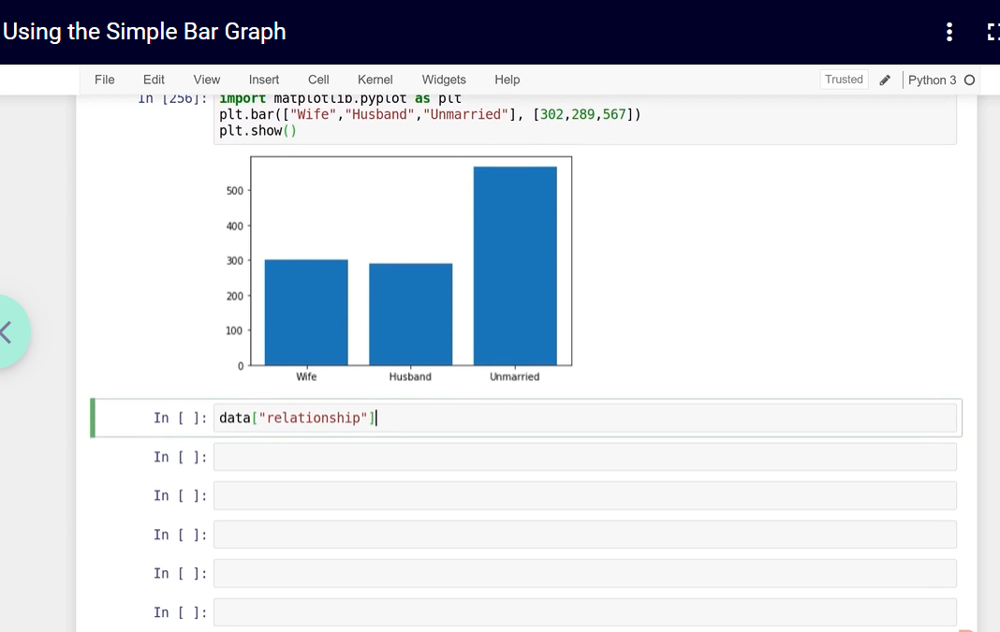 Using the Simple Bar Graph
File Edit View Insert Cell Kernel Widgets Help Trusted Python 3
In [256]: import matplotlib.pyplot as plt
plt.bar(["Wife","Husband","Unmarried"], [302,289,567])
plt.show()
500
400
300
200
100
0
Wife Husband Unmarried
In [ ]: data["relationship"]
In [ ]:
In [ ]:
In [ ]:
In [ ]:
In [ ]: